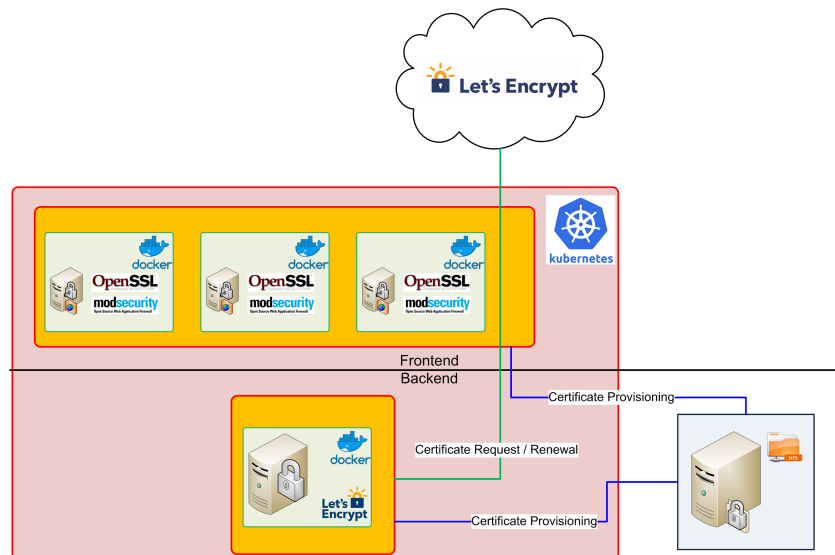 Let's Encrypt
kubernetes
docker
OpenSSL
modsecurity
Open Source Web Application Firewall
docker
OpenSSL
modsecurity
Open Source Web Application Firewall
docker
OpenSSL
modsecurity
Open Source Web Application Firewall
Frontend
Backend
Certificate Provisioning
Certificate Request / Renewal
docker
Let's
Encrypt
NFS
Certificate Provisioning